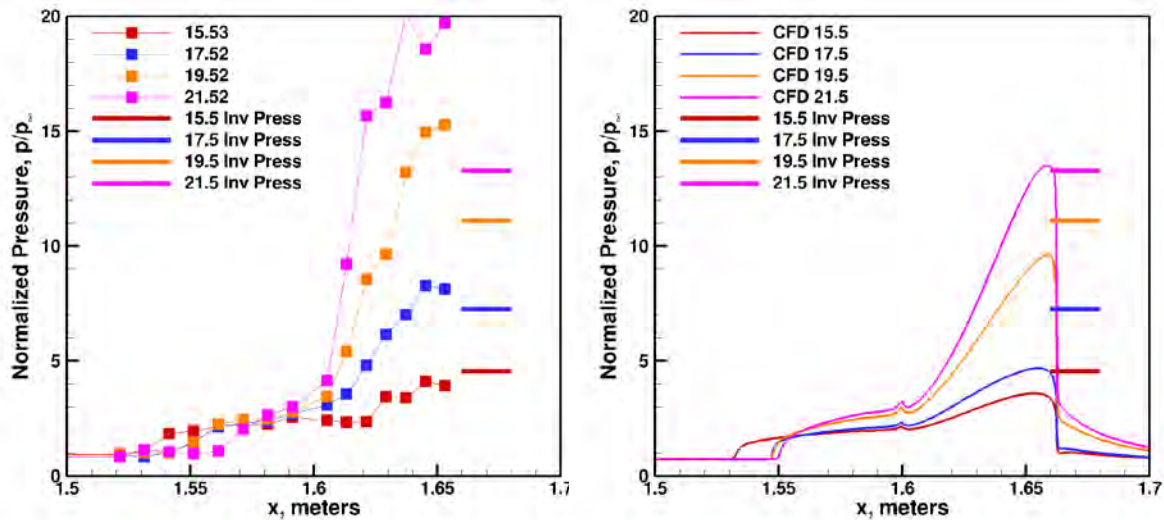 20
15
10
5
0
Normalized Pressure, p/p∞
15.53
17.52
19.52
21.52
15.5 Inv Press
17.5 Inv Press
19.5 Inv Press
21.5 Inv Press
1.5
1.55
1.6
1.65
1.7
x, meters
20
15
10
5
0
Normalized Pressure, p/p∞
CFD 15.5
CFD 17.5
CFD 19.5
CFD 21.5
15.5 Inv Press
17.5 Inv Press
19.5 Inv Press
21.5 Inv Press
1.5
1.55
1.6
1.65
1.7
x, meters